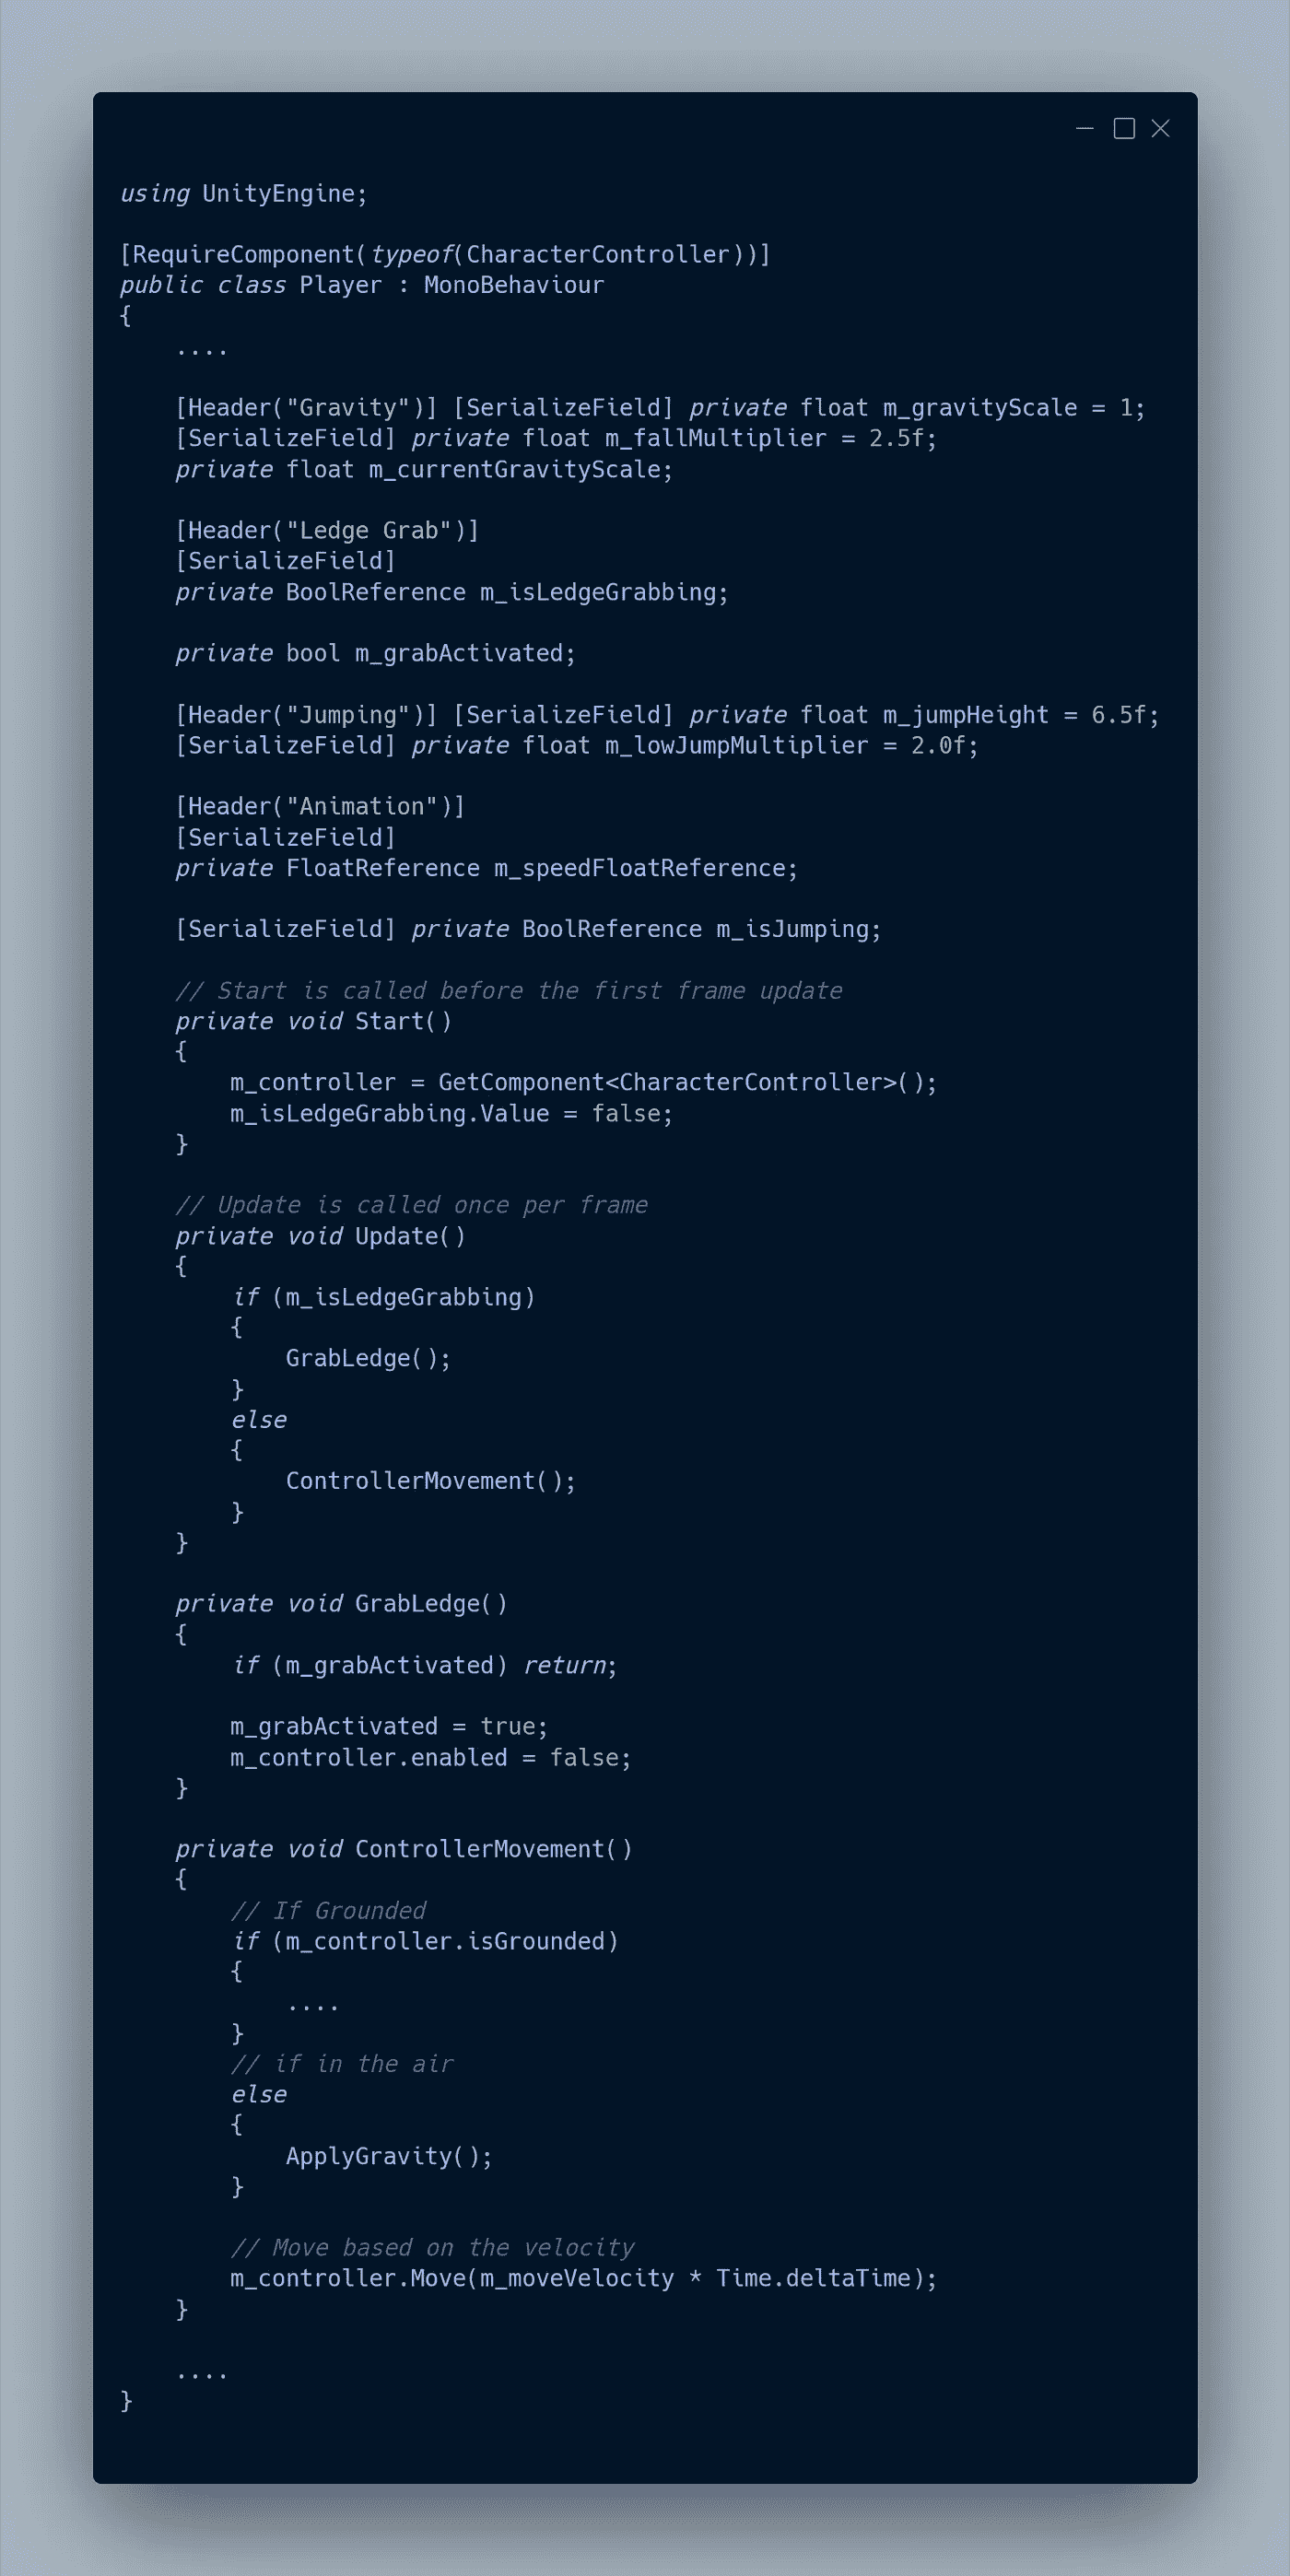 using UnityEngine;

[RequireComponent(typeof(CharacterController))]
public class Player : MonoBehaviour
{
    ....

    [Header("Gravity")] [SerializeField] private float m_gravityScale = 1;
    [SerializeField] private float m_fallMultiplier = 2.5f;
    private float m_currentGravityScale;

    [Header("Ledge Grab")]
    [SerializeField]
    private BoolReference m_isLedgeGrabbing;

    private bool m_grabActivated;

    [Header("Jumping")] [SerializeField] private float m_jumpHeight = 6.5f;
    [SerializeField] private float m_lowJumpMultiplier = 2.0f;

    [Header("Animation")]
    [SerializeField]
    private FloatReference m_speedFloatReference;

    [SerializeField] private BoolReference m_isJumping;

    // Start is called before the first frame update
    private void Start()
    {
        m_controller = GetComponent<CharacterController>();
        m_isLedgeGrabbing.Value = false;
    }

    // Update is called once per frame
    private void Update()
    {
        if (m_isLedgeGrabbing)
        {
            GrabLedge();
        }
        else
        {
            ControllerMovement();
        }
    }

    private void GrabLedge()
    {
        if (m_grabActivated) return;

        m_grabActivated = true;
        m_controller.enabled = false;
    }

    private void ControllerMovement()
    {
        // If Grounded
        if (m_controller.isGrounded)
        {
            ....
        }
        // if in the air
        else
        {
            ApplyGravity();
        }

        // Move based on the velocity
        m_controller.Move(m_moveVelocity * Time.deltaTime);
    }

    ....
}